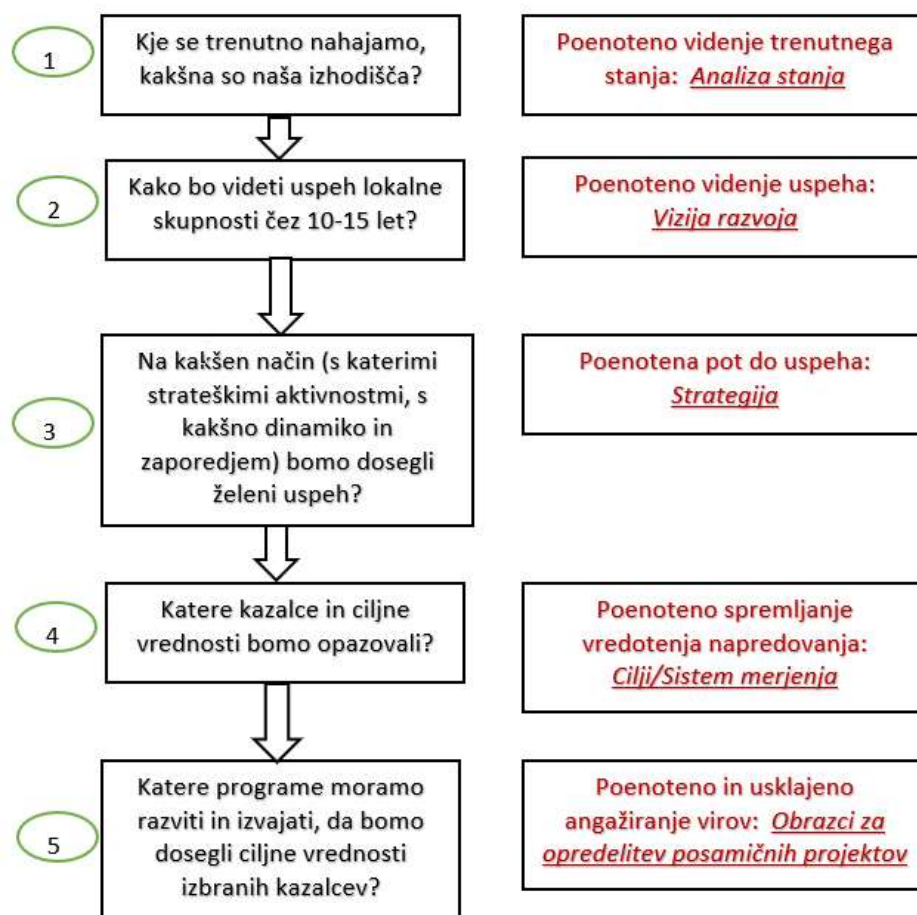 1
Kje se trenutno nahajamo,
kakšna so naša izhodišča?
Poenoteno videnje trenutnega
stanja: Analiza stanja
2
Kako bo videti uspeh lokalne
skupnosti čez 10-15 let?
Poenoteno videnje uspeha:
Vizija razvoja
3
Na kakšen način (s katerimi
strateškimi aktivnostmi, s
kakšno dinamiko in
zaporedjem) bomo dosegli
želeni uspeh?
Poenotena pot do uspeha:
Strategija
4
Katere kazalce in ciljne
vrednosti bomo opazovali?
Poenoteno spremljanje
vredotenja napredovanja:
Cilji/Sistem merjenja
5
Katere programe moramo
razviti in izvajati, da bomo
dosegli ciljne vrednosti
izbranih kazalcev?
Poenoteno in usklajeno
angažiranje virov: Obrazci za
opredelitev posamičnih projektov